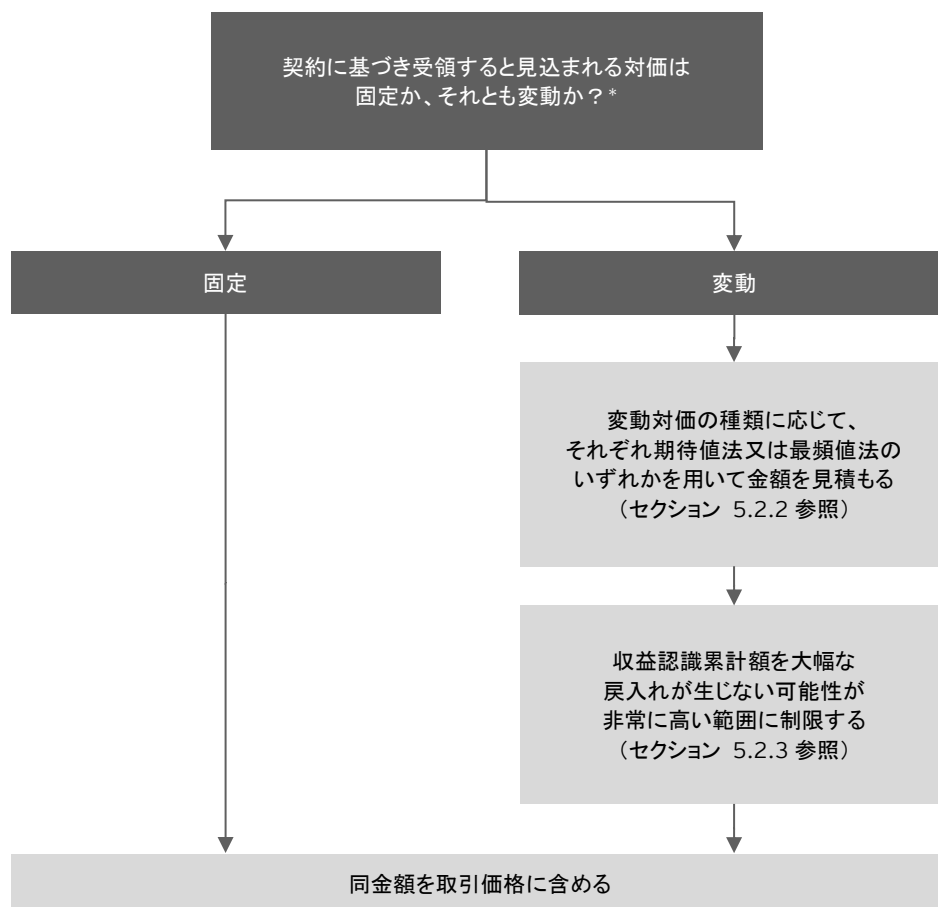 契約に基づき受領すると見込まれる対価は
固定か、それとも変動か？*
固定
変動
変動対価の種類に応じて、
それぞれ期待値法又は最頻値法の
いずれかを用いて金額を見積もる
（セクション 5.2.2 参照）
収益認識累計額を大幅な
戻入れが生じない可能性が
非常に高い範囲に制限する
（セクション 5.2.3 参照）
同金額を取引価格に含める